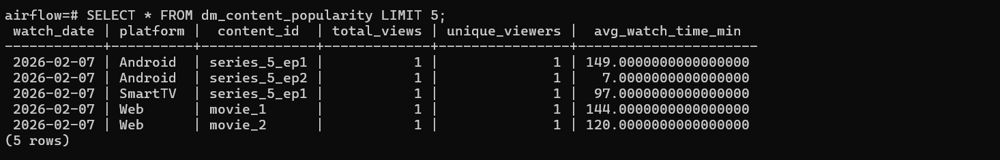 airflow=# SELECT * FROM dm_content_popularity LIMIT 5;
 watch_date | platform |  content_id  | total_views | unique_viewers |  avg_watch_time_min
------------+----------+--------------+-------------+----------------+----------------------
 2026-02-07 | Android  | series_5_ep1 |           1 |              1 | 149.0000000000000000
 2026-02-07 | Android  | series_5_ep2 |           1 |              1 |   7.0000000000000000
 2026-02-07 | SmartTV  | series_5_ep1 |           1 |              1 |  97.0000000000000000
 2026-02-07 | Web      | movie_1      |           1 |              1 | 144.0000000000000000
 2026-02-07 | Web      | movie_2      |           1 |              1 | 120.0000000000000000
(5 rows)